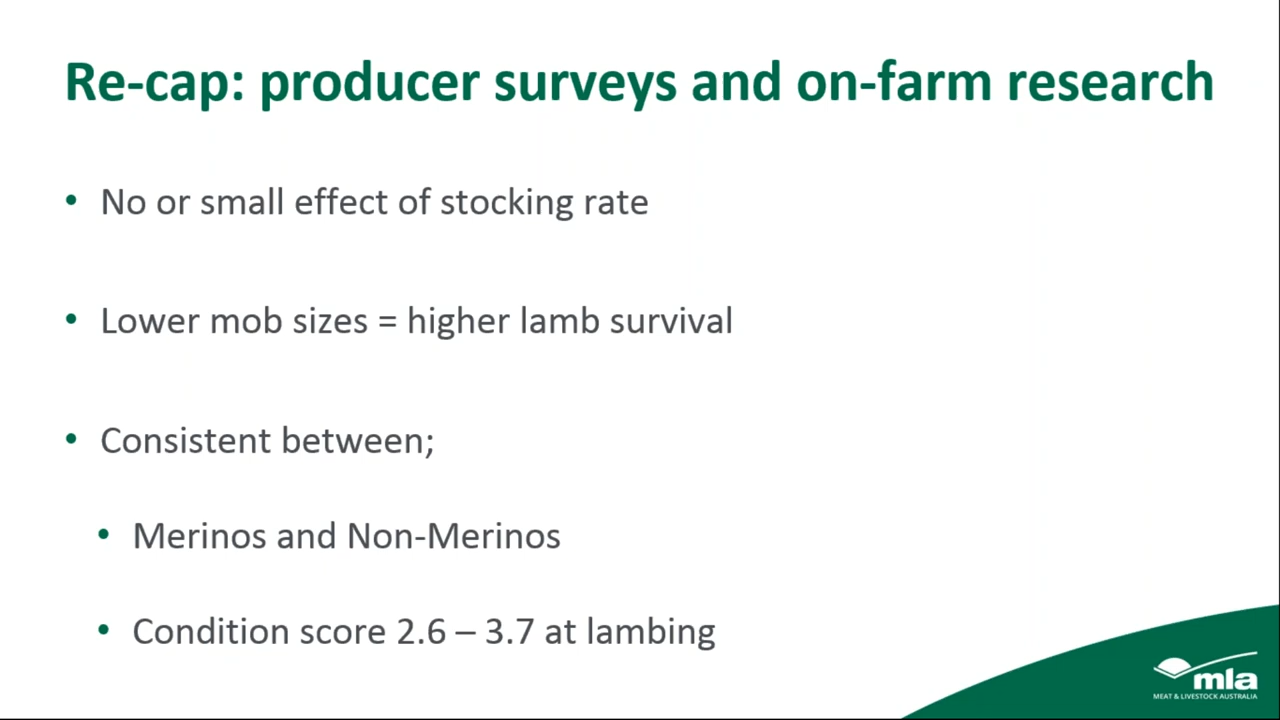 Re-cap: producer surveys and on-farm research
• No or small effect of stocking rate
• Lower mob sizes = higher lamb survival
• Consistent between;
• Merinos and Non-Merinos
• Condition score 2.6 – 3.7 at lambing
mla
MEAT & LIVESTOCK AUSTRALIA